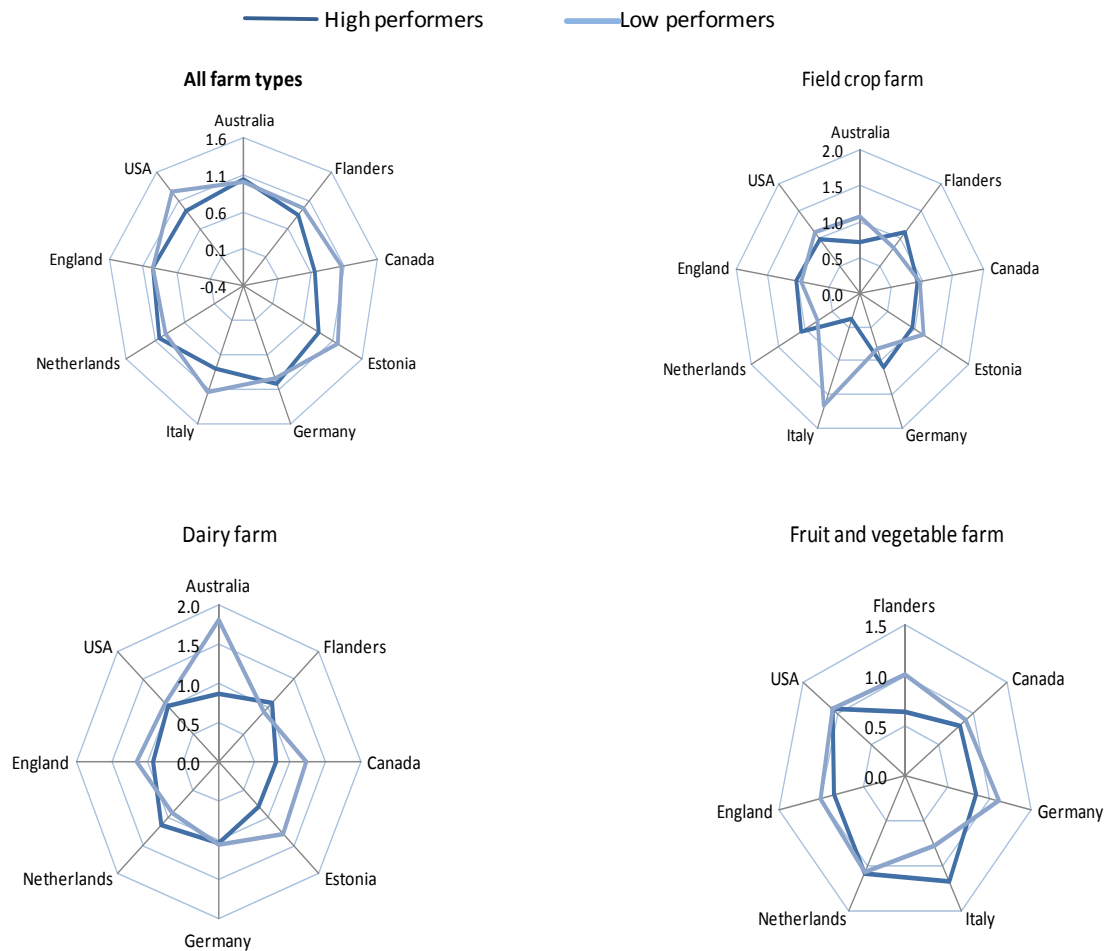 High performers Low performers
All farm types
Australia
1.6
1.1
0.6
0.1
-0.4
Flanders
Canada
Estonia
Germany
Italy
Netherlands
England
USA
Field crop farm
Australia
2.0
1.5
1.0
0.5
0.0
Flanders
Canada
Estonia
Germany
Italy
Netherlands
England
USA
Dairy farm
Australia
2.0
1.5
1.0
0.5
0.0
Flanders
Canada
Estonia
Germany
Netherlands
England
USA
Fruit and vegetable farm
Flanders
1.5
1.0
0.5
0.0
Canada
Germany
Italy
Netherlands
England
USA